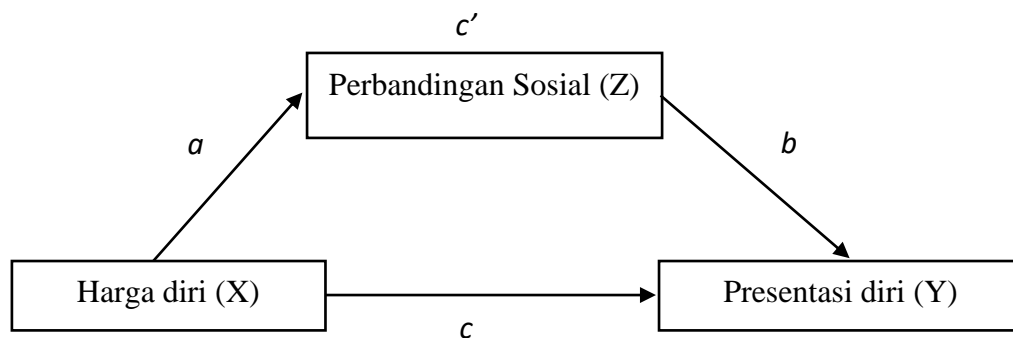 c’
Perbandingan Sosial (Z)
a
b
Harga diri (X)
Presentasi diri (Y)
c